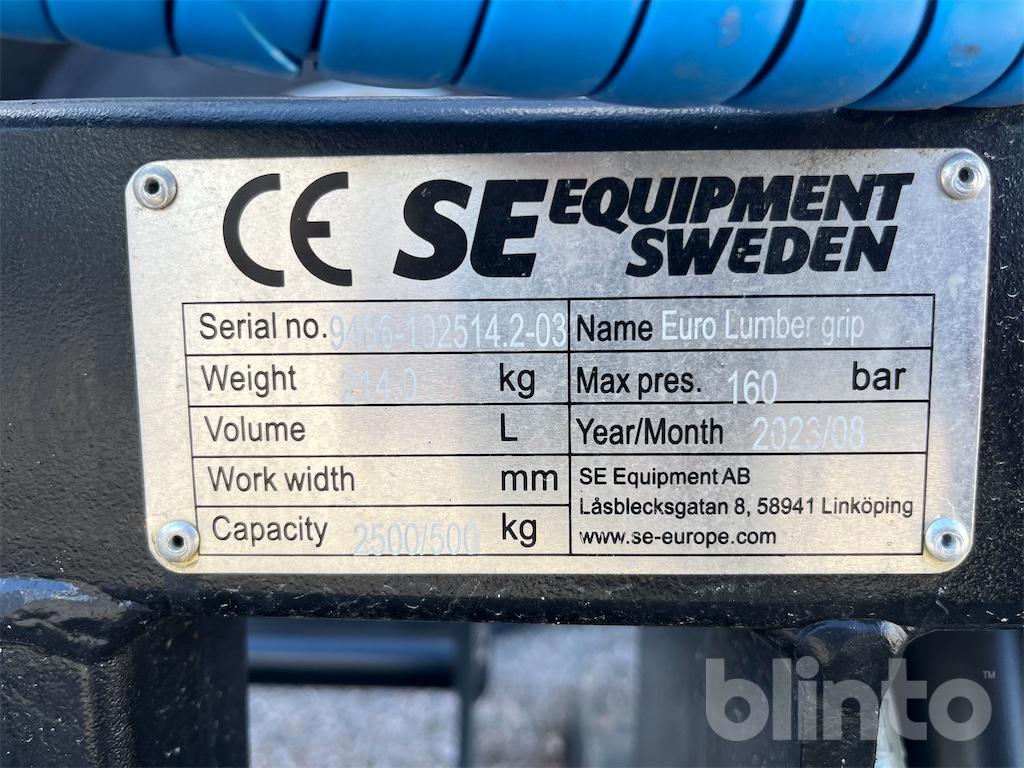 CE SE EQUIPMENT SWEDEN
Serial no. 9486-102514.2-03 Name Euro Lumber grip
Weight 214.0 kg Max pres. 160 bar
Volume L Year/Month 2023/08
Work width mm SE Equipment AB
Låsblecksgatan 8, 58941 Linköping
Capacity 2500/500 kg www.se-europe.com
blinto™